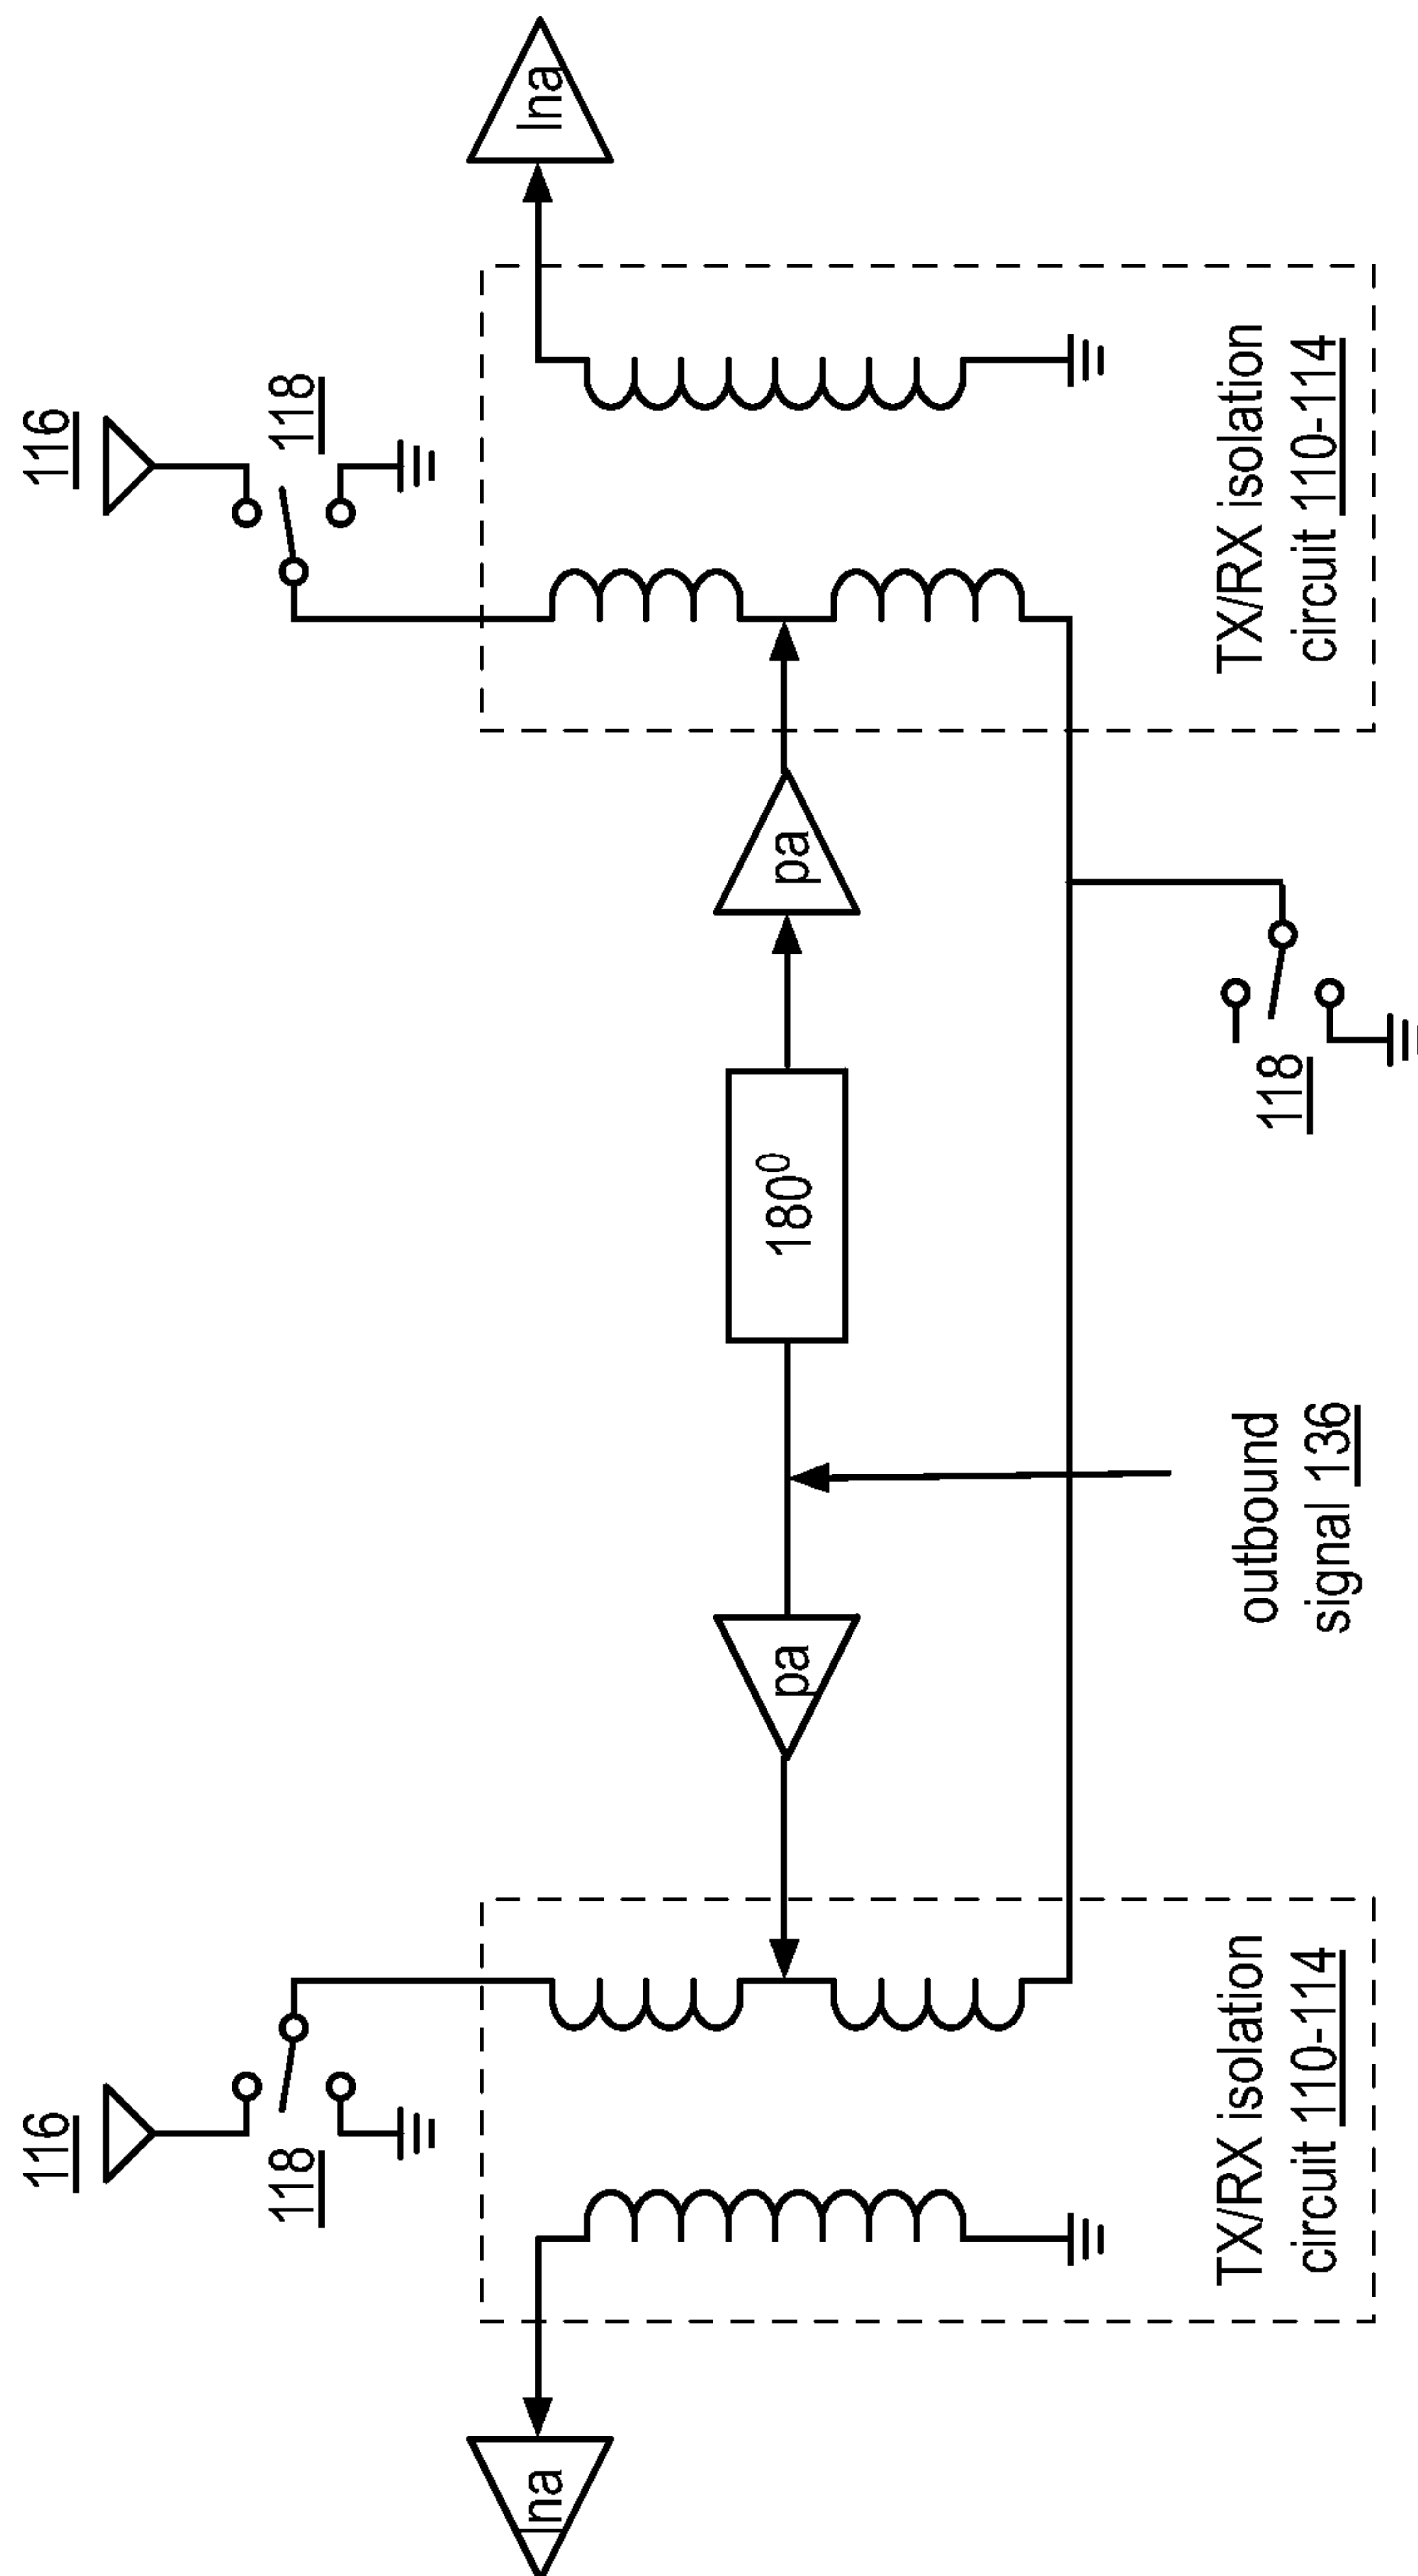 116
116
118
118
lna
lna
pa
180⁰
pa
TX/RX isolation
circuit 110-114
outbound
signal 136
118
TX/RX isolation
circuit 110-114